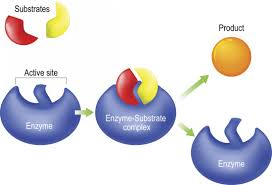 Substrates
Product
Active site
Enzyme
Enzyme-Substrate
complex
Enzyme